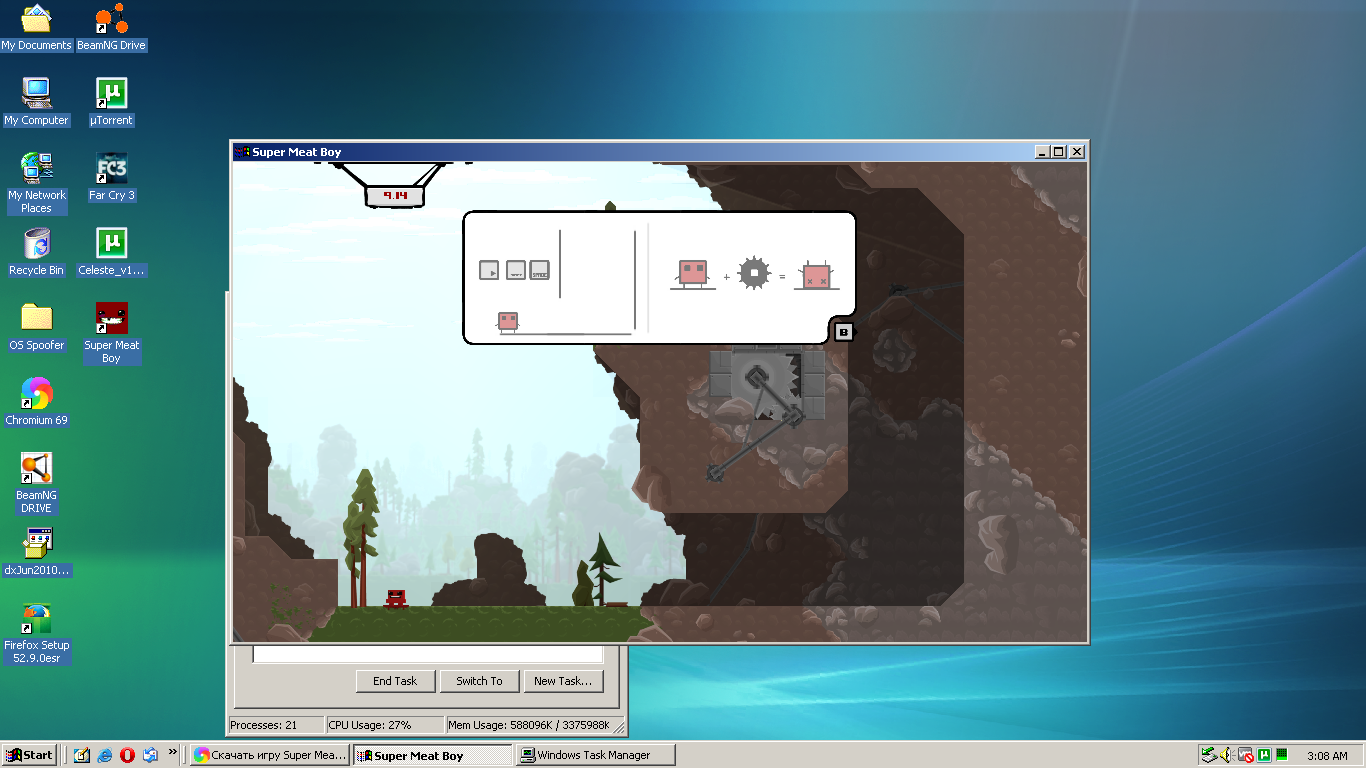 My Documents
BeamNG Drive
My Computer
µTorrent
My Network
Places
Far Cry 3
Recycle Bin
Celeste_v1...
OS Spoofer
Super Meat
Boy
Chromium 69
BeamNG
DRIVE
dxJun2010...
Firefox Setup
52.9.0esr
FC3
Super Meat Boy
9.14
+
=
B
End Task
Switch To
New Task...
Processes: 21
CPU Usage: 27%
Mem Usage: 588096K / 3375988K
Start
»
Скачать игру Super Mea...
Super Meat Boy
Windows Task Manager
3:08 AM